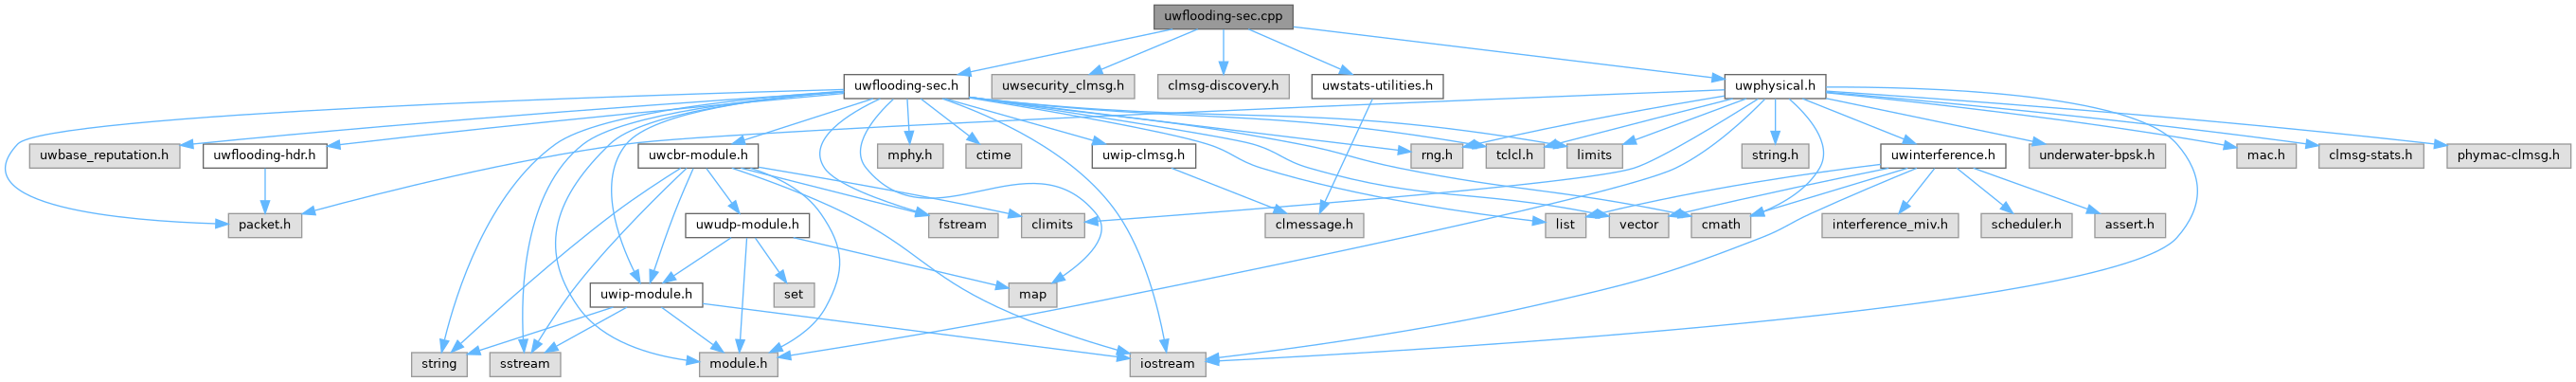 uwflooding-sec.cpp
uwflooding-sec.h
uwsecurity_clmsg.h
clmsg-discovery.h
uwstats-utilities.h
uwphysical.h
uwbase_reputation.h
uwflooding-hdr.h
uwcbr-module.h
mphy.h
ctime
uwip-clmsg.h
rng.h
tclcl.h
limits
string.h
uwinterference.h
underwater-bpsk.h
mac.h
clmsg-stats.h
phymac-clmsg.h
packet.h
uwudp-module.h
fstream
climits
clmessage.h
list
vector
cmath
interference_miv.h
scheduler.h
assert.h
uwip-module.h
set
map
string
sstream
module.h
iostream